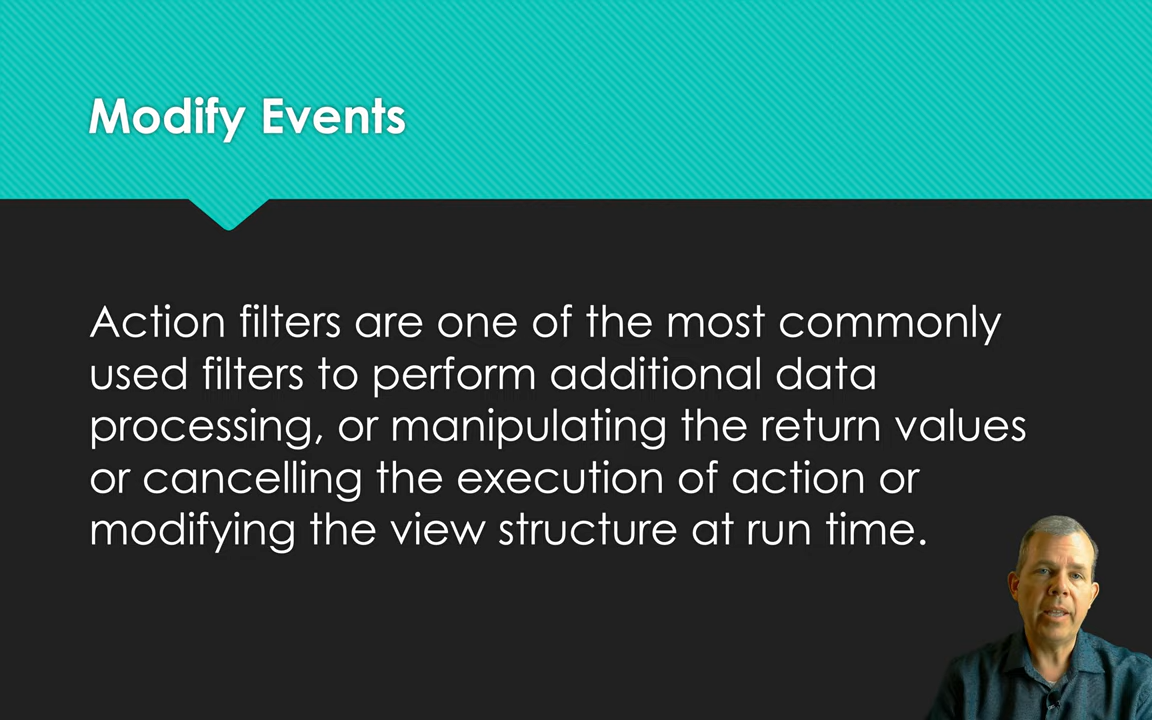 Modify Events
Action filters are one of the most commonly
used filters to perform additional data
processing, or manipulating the return values
or cancelling the execution of action or
modifying the view structure at run time.